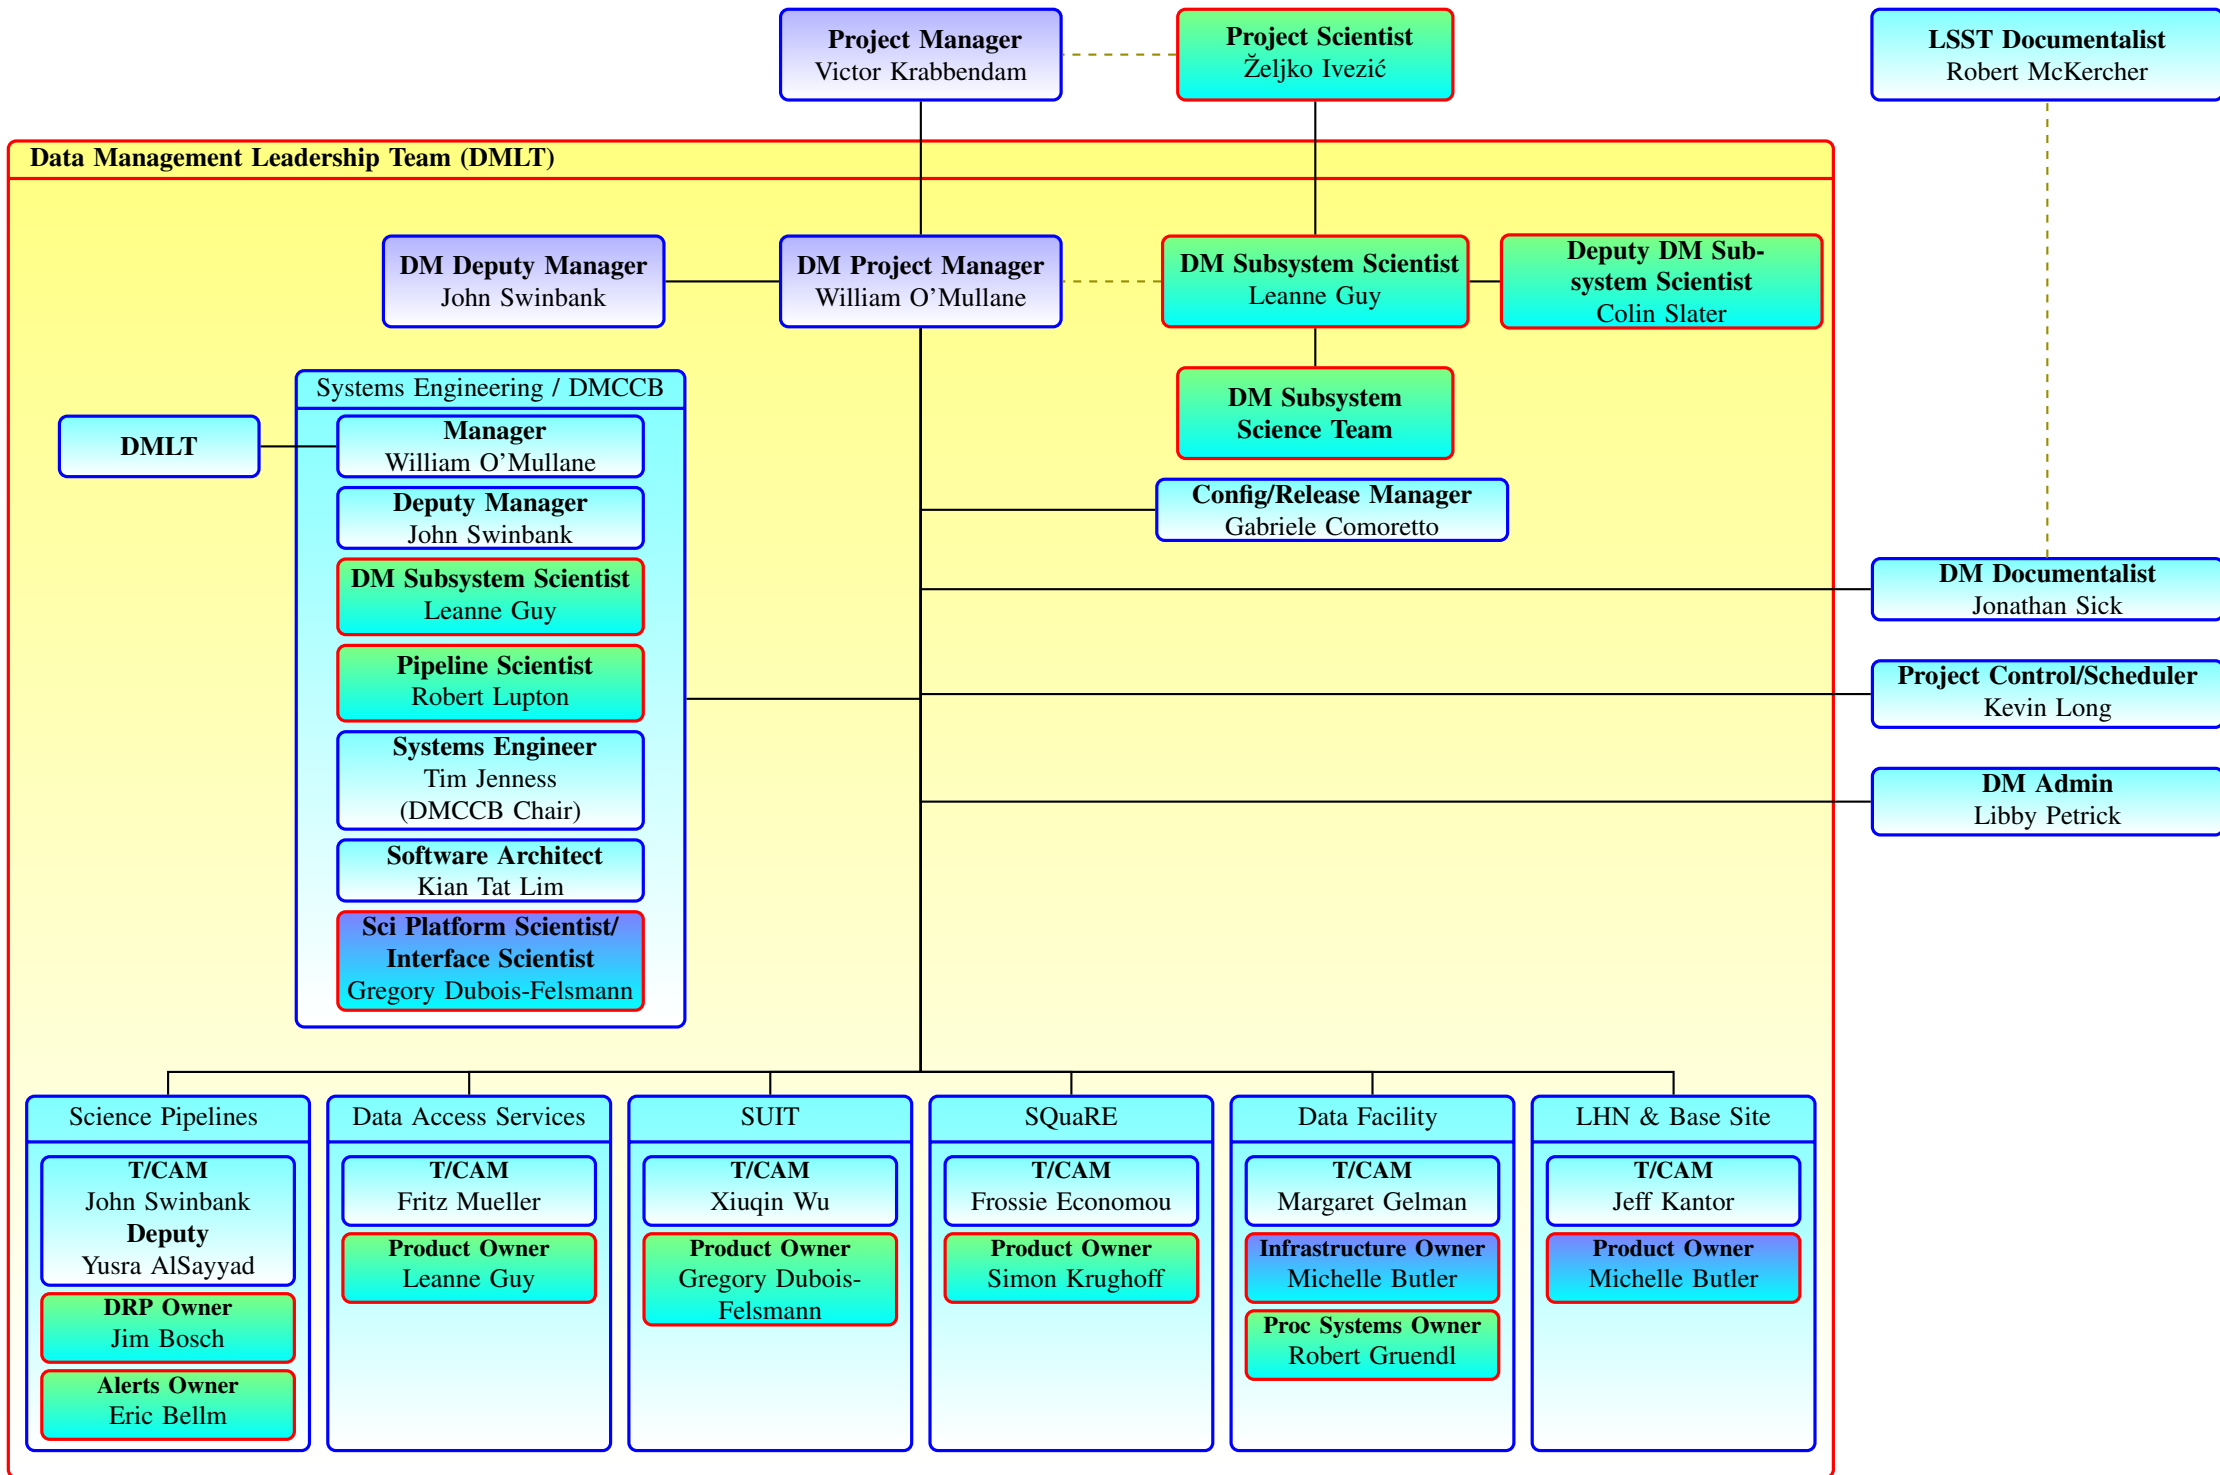 Project Manager
Victor Krabbendam
Project Scientist
Željko Ivezić
LSST Documentalist
Robert McKercher
Data Management Leadership Team (DMLT)
DM Deputy Manager
John Swinbank
DM Project Manager
William O'Mullane
DM Subsystem Scientist
Leanne Guy
Deputy DM Sub-
system Scientist
Colin Slater
DM Subsystem
Science Team
Systems Engineering / DMCCB
DMLT
Manager
William O'Mullane
Deputy Manager
John Swinbank
DM Subsystem Scientist
Leanne Guy
Pipeline Scientist
Robert Lupton
Systems Engineer
Tim Jenness
(DMCCB Chair)
Software Architect
Kian Tat Lim
Sci Platform Scientist/
Interface Scientist
Gregory Dubois-Felsmann
Config/Release Manager
Gabriele Comoretto
DM Documentalist
Jonathan Sick
Project Control/Scheduler
Kevin Long
DM Admin
Libby Petrick
Science Pipelines
T/CAM
John Swinbank
Deputy
Yusra AlSayyad
DRP Owner
Jim Bosch
Alerts Owner
Eric Bellm
Data Access Services
T/CAM
Fritz Mueller
Product Owner
Leanne Guy
SUIT
T/CAM
Xiuqin Wu
Product Owner
Gregory Dubois-
Felsmann
SQuaRE
T/CAM
Frossie Economou
Product Owner
Simon Krughoff
Data Facility
T/CAM
Margaret Gelman
Infrastructure Owner
Michelle Butler
Proc Systems Owner
Robert Gruendl
LHN & Base Site
T/CAM
Jeff Kantor
Product Owner
Michelle Butler